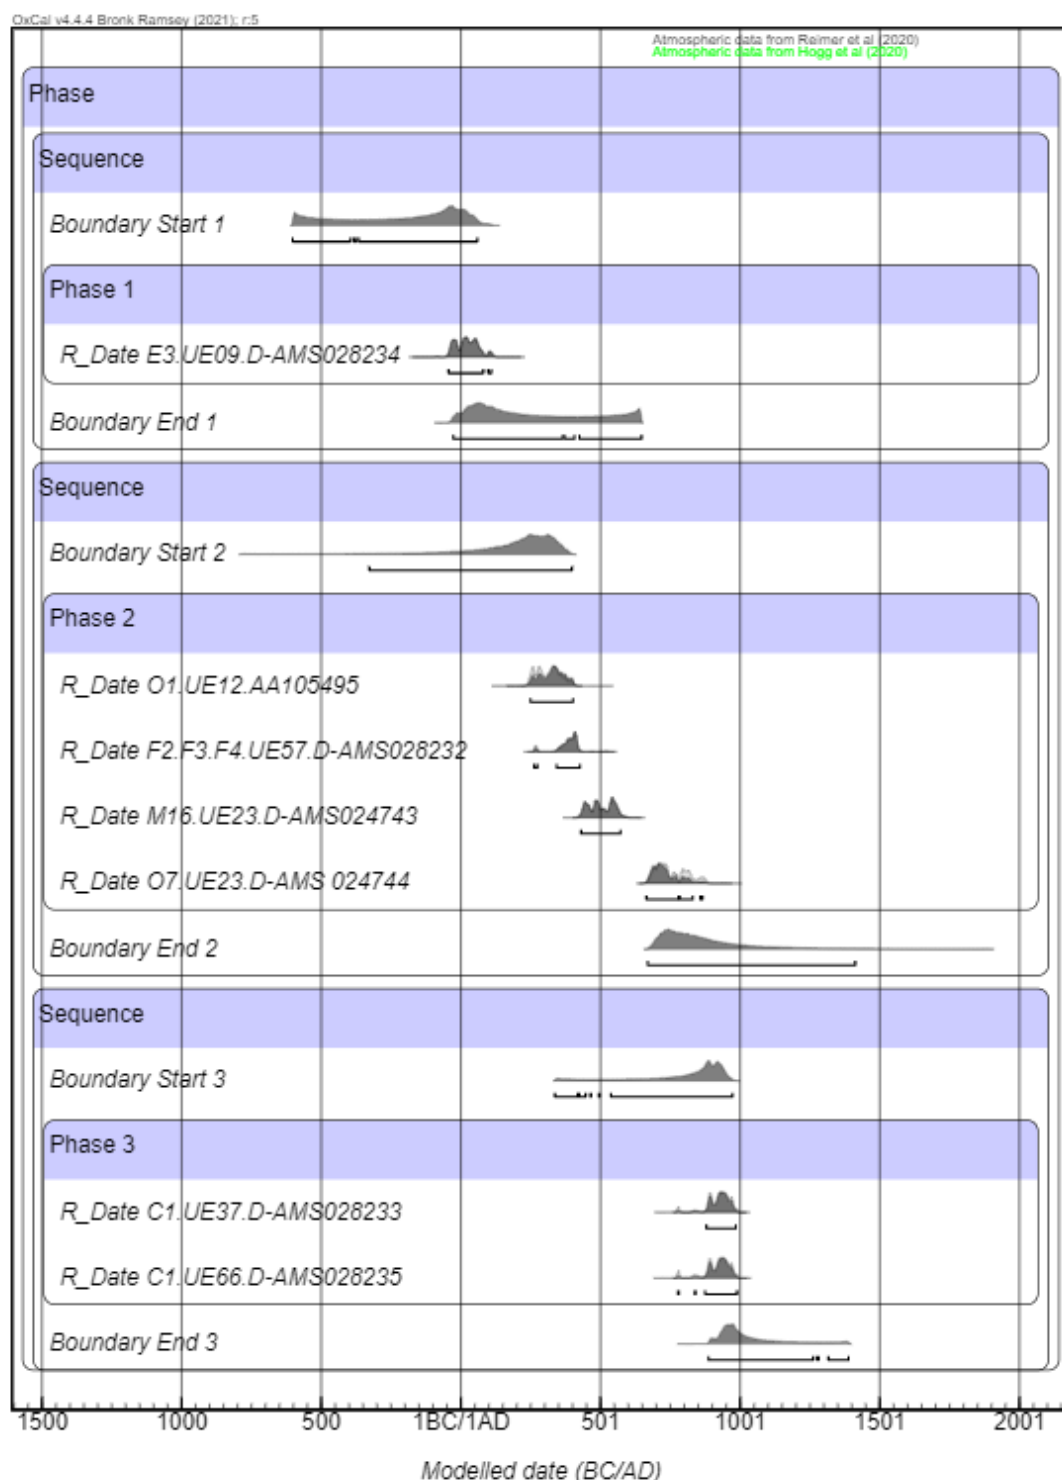 OxCal v4.4.4 Bronk Ramsey (2021); r:5
Atmospheric data from Reimer et al (2020)
Atmospheric data from Hogg et al (2020)
Phase
Sequence
Boundary Start 1
Phase 1
R_Date E3.UE09.D-AMS028234
Boundary End 1
Sequence
Boundary Start 2
Phase 2
R_Date O1.UE12.AA105495
R_Date F2.F3.F4.UE57.D-AMS028232
R_Date M16.UE23.D-AMS024743
R_Date O7.UE23.D-AMS 024744
Boundary End 2
Sequence
Boundary Start 3
Phase 3
R_Date C1.UE37.D-AMS028233
R_Date C1.UE66.D-AMS028235
Boundary End 3
1500 1000 500 1BC/1AD 501 1001 1501 2001
Modelled date (BC/AD)